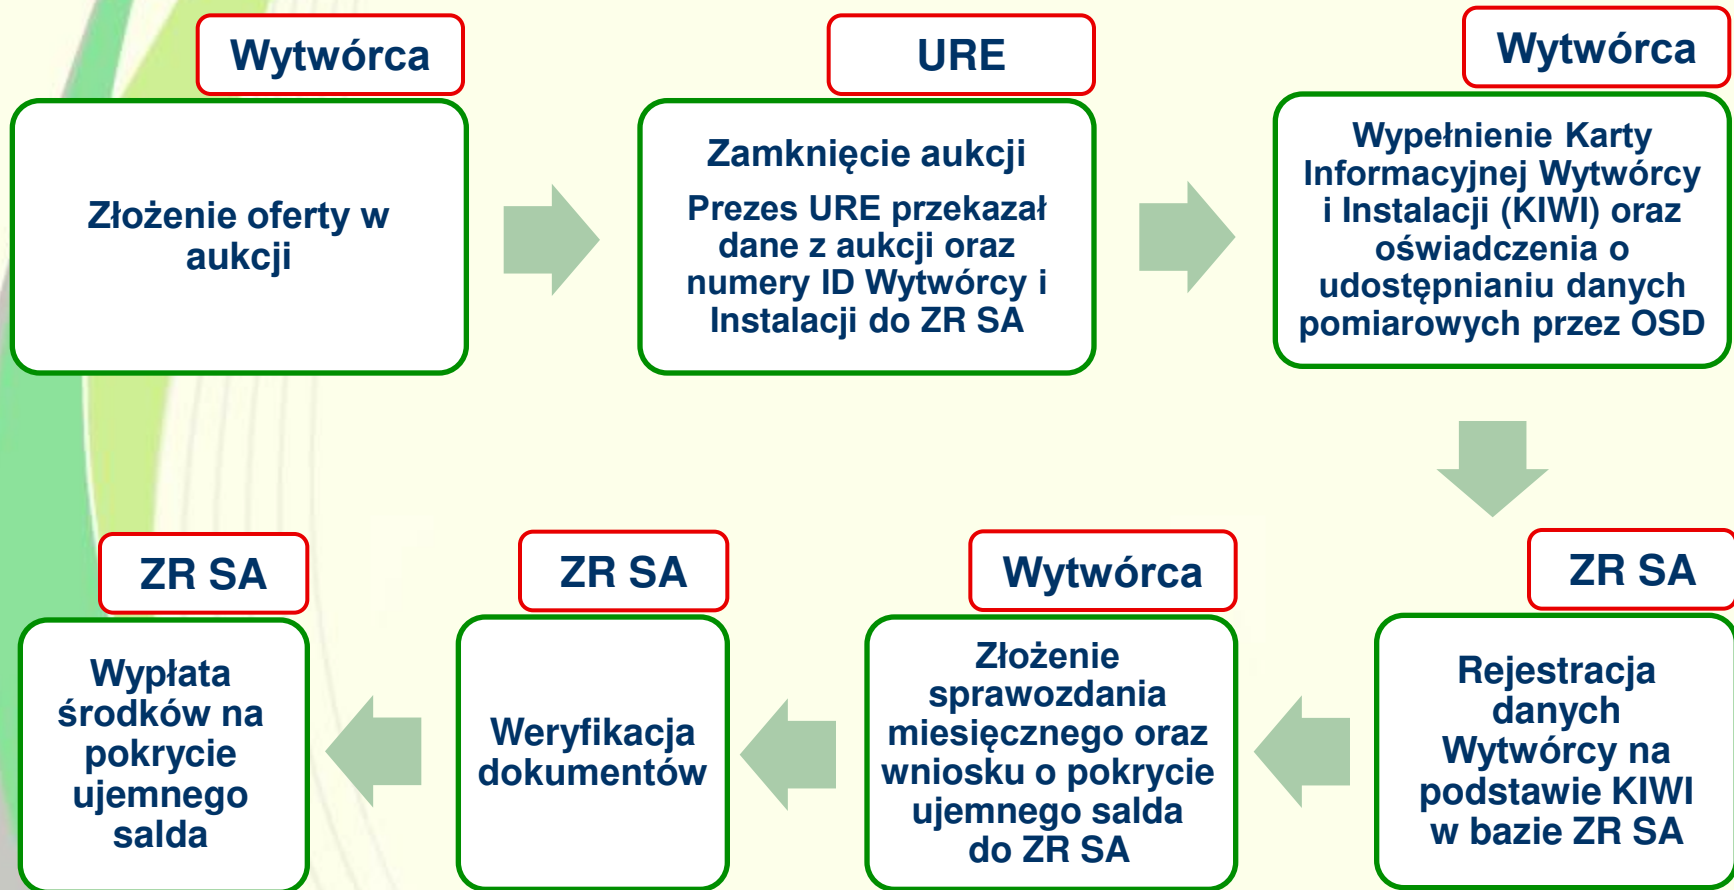 Wytwórca
Złożenie oferty w
aukcji
URE
Zamknięcie aukcji
Prezes URE przekazał
dane z aukcji oraz
numery ID Wytwórcy i
Instalacji do ZR SA
Wytwórca
Wypełnienie Karty
Informacyjnej Wytwórcy
i Instalacji (KIWI) oraz
oświadczenia o
udostępnianiu danych
pomiarowych przez OSD
ZR SA
Rejestracja
danych
Wytwórcy na
podstawie KIWI
w bazie ZR SA
Wytwórca
Złożenie
sprawozdania
miesięcznego oraz
wniosku o pokrycie
ujemnego salda
do ZR SA
ZR SA
Weryfikacja
dokumentów
ZR SA
Wypłata
środków na
pokrycie
ujemnego
salda